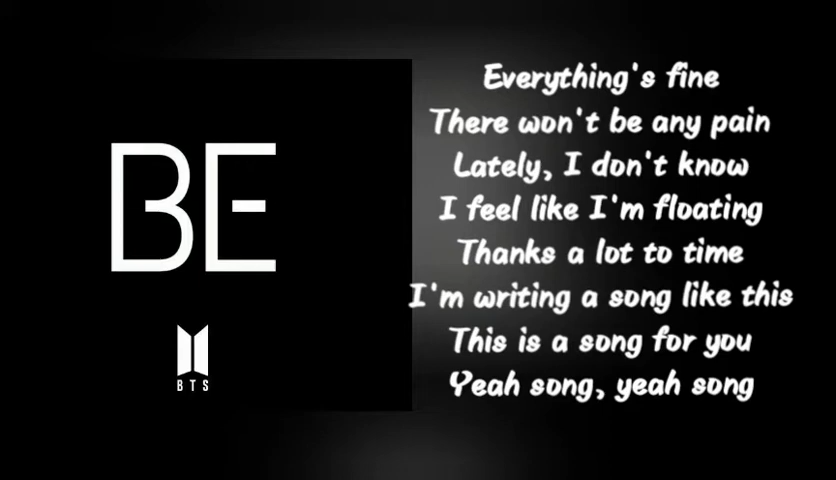 BE
BTS
Everything's fine
There won't be any pain
Lately, I don't know
I feel like I'm floating
Thanks a lot to time
I'm writing a song like this
This is a song for you
Yeah song, yeah song